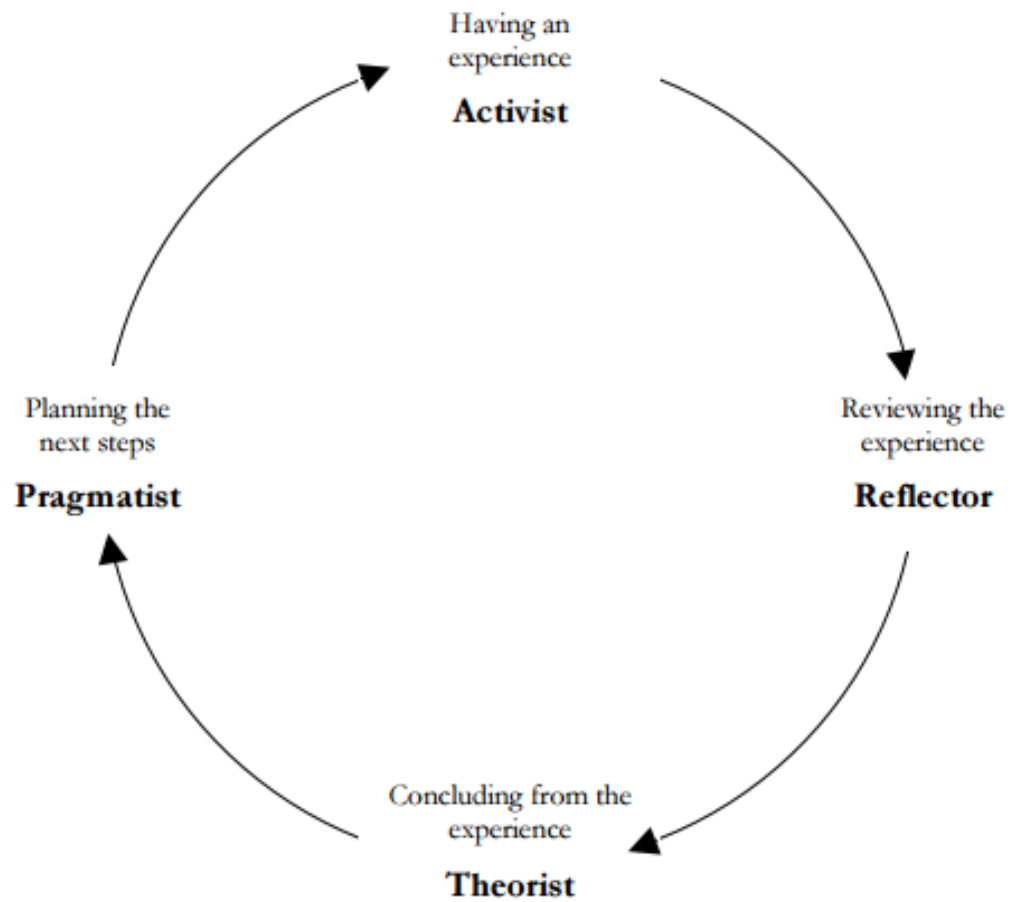 Having an
experience
Activist
Reviewing the
experience
Reflector
Concluding from the
experience
Theorist
Planning the
next steps
Pragmatist